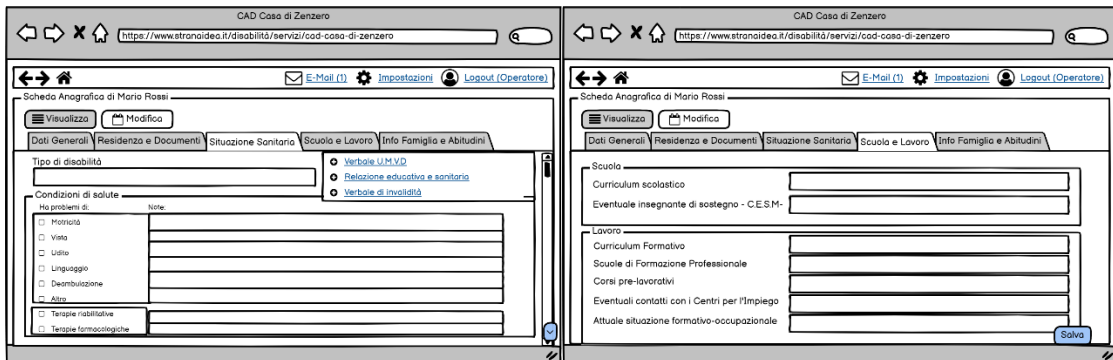 CAD Casa di Zenzero
https://www.stranaidea.it/disabilità/servizi/cad-casa-di-zenzero
E-Mail (1) Impostazioni Logout (Operatore)
Scheda Anagrafica di Mario Rossi
Visualizza Modifica
Dati Generali Residenza e Documenti Situazione Sanitaria Scuola e Lavoro Info Famiglia e Abitudini
Tipo di disabilità
Verbale U.M.V.D
Relazione educativa e sanitaria
Verbale di invalidità
Condizioni di salute
Ha problemi di: Note:
Motricità
Vista
Udito
Linguaggio
Deambulazione
Altro
Terapie riabilitative
Terapie farmacologiche
CAD Casa di Zenzero
https://www.stranaidea.it/disabilità/servizi/cad-casa-di-zenzero
E-Mail (1) Impostazioni Logout (Operatore)
Scheda Anagrafica di Mario Rossi
Visualizza Modifica
Dati Generali Residenza e Documenti Situazione Sanitaria Scuola e Lavoro Info Famiglia e Abitudini
Scuola
Curriculum scolastico
Eventuale insegnante di sostegno - C.E.S.M-
Lavoro
Curriculum Formativo
Scuole di Formazione Professionale
Corsi pre-lavorativi
Eventuali contatti con i Centri per l'Impiego
Attuale situazione formativo-occupazionale
Salva